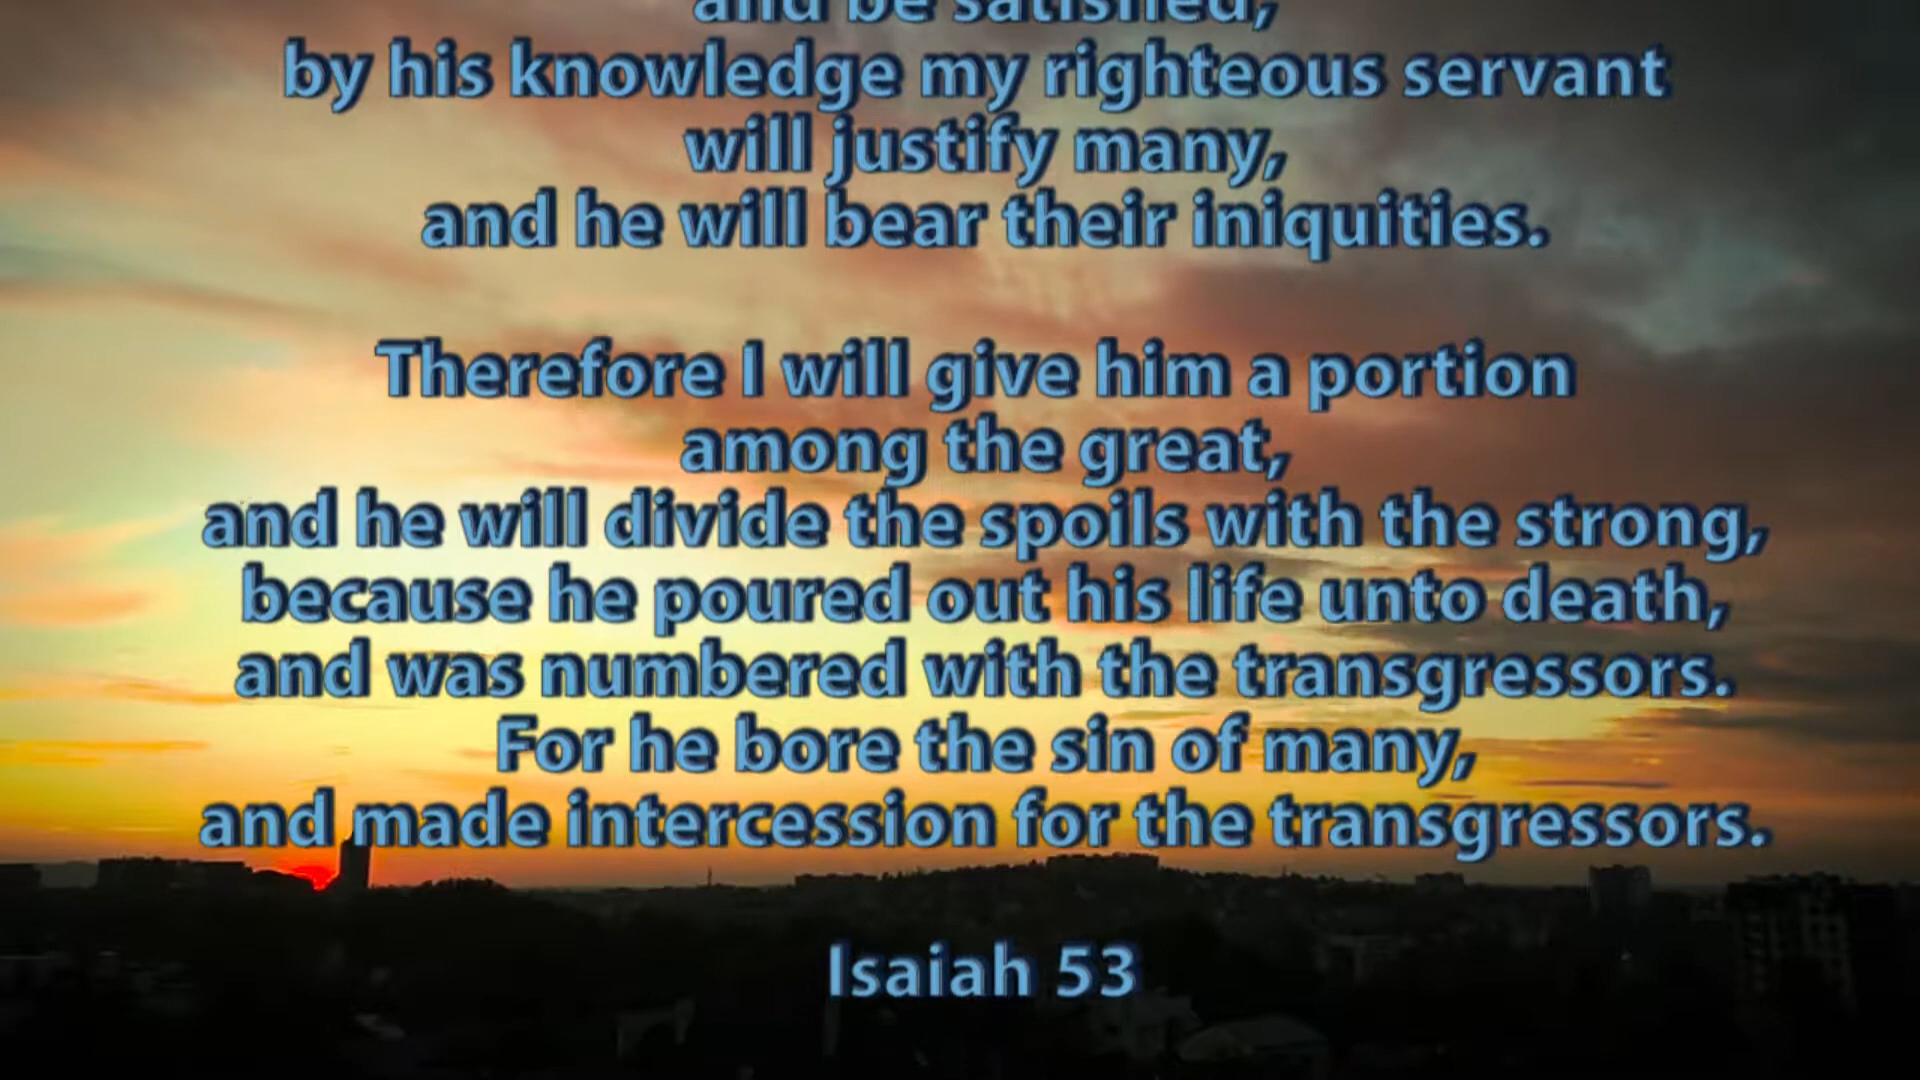 and be satisfied,
by his knowledge my righteous servant
will justify many,
and he will bear their iniquities.
Therefore I will give him a portion
among the great,
and he will divide the spoils with the strong,
because he poured out his life unto death,
and was numbered with the transgressors.
For he bore the sin of many,
and made intercession for the transgressors.
Isaiah 53